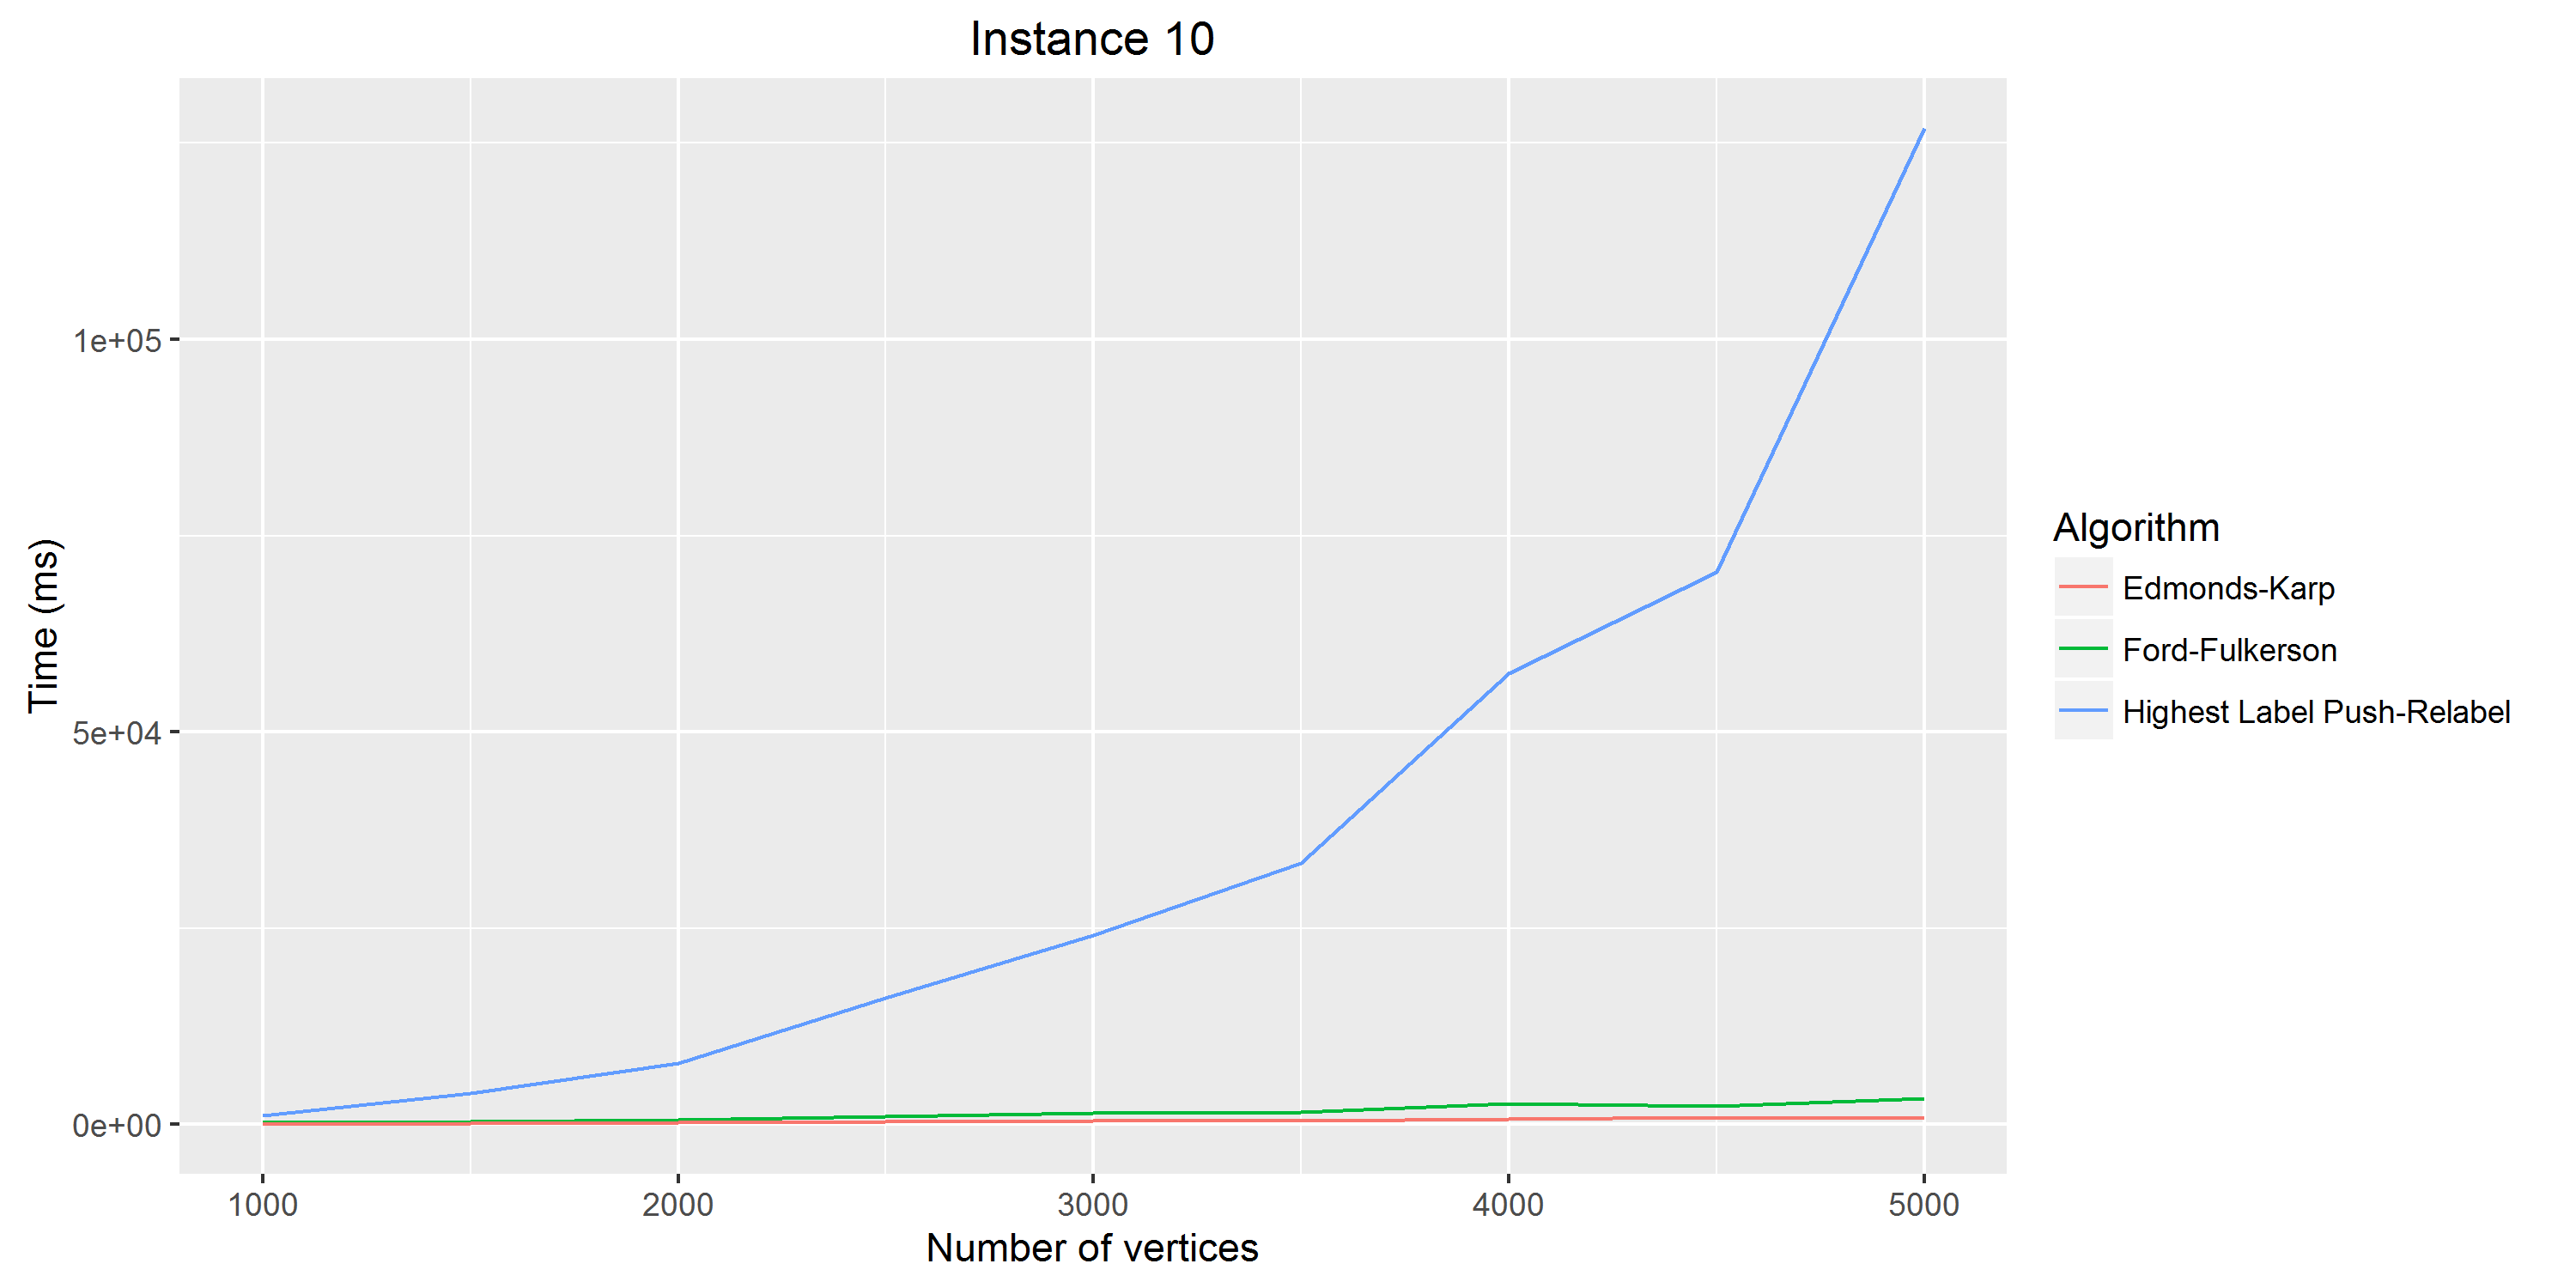 Instance 10
Time (ms)
1e+05
5e+04
0e+00
1000 2000 3000 4000 5000
Number of vertices
Algorithm
Edmonds-Karp
Ford-Fulkerson
Highest Label Push-Relabel